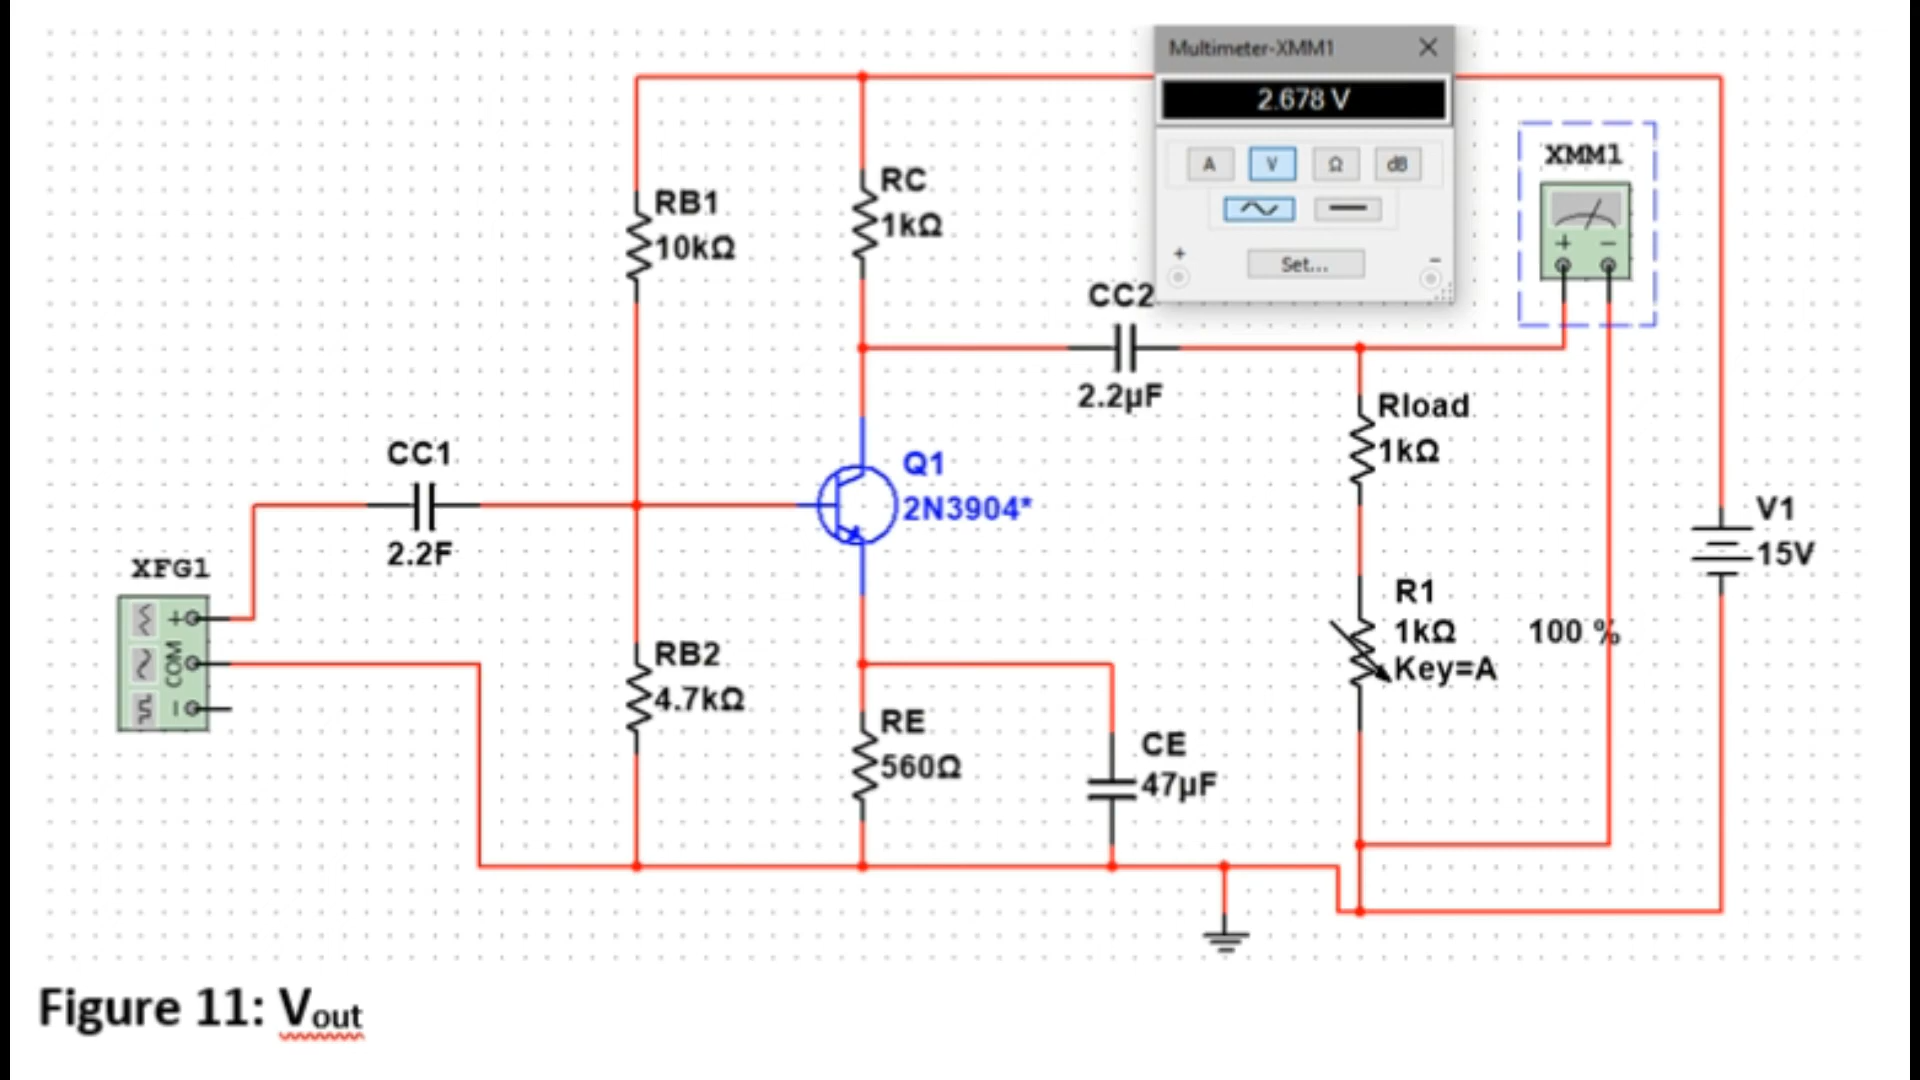 Multimeter-XMM1
2.678 V
A V Ω dB
+ Set... −
XMM1
+ −
RB1
10kΩ
RC
1kΩ
CC2
2.2µF
Rload
1kΩ
CC1
2.2F
Q1
2N3904*
V1
15V
XFG1
+
COM
R1
1kΩ
Key=A
100 %
RB2
4.7kΩ
RE
560Ω
CE
47µF
Figure 11: Vout